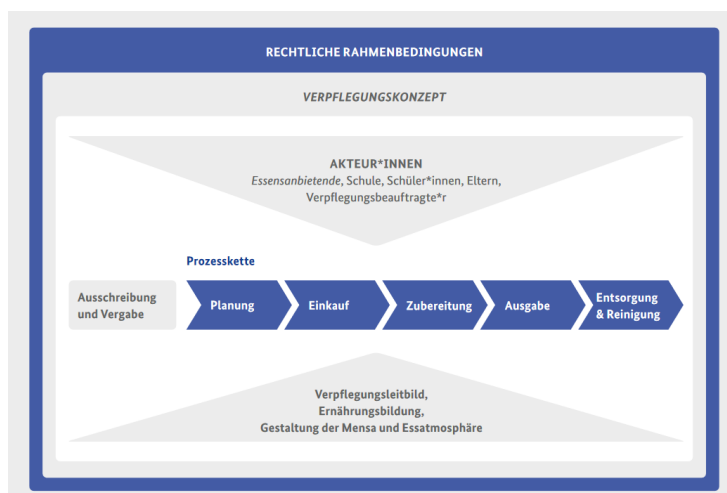 RECHTLICHE RAHMENBEDINGUNGEN
VERPFLEGUNGSKONZEPT
AKTEUR*INNEN
Essensanbietende, Schule, Schüler*innen, Eltern,
Verpflegungsbeauftragte*r
Prozesskette
Ausschreibung
und Vergabe
Planung
Einkauf
Zubereitung
Ausgabe
Entsorgung
& Reinigung
Verpflegungsleitbild,
Ernährungsbildung,
Gestaltung der Mensa und Essatmosphäre